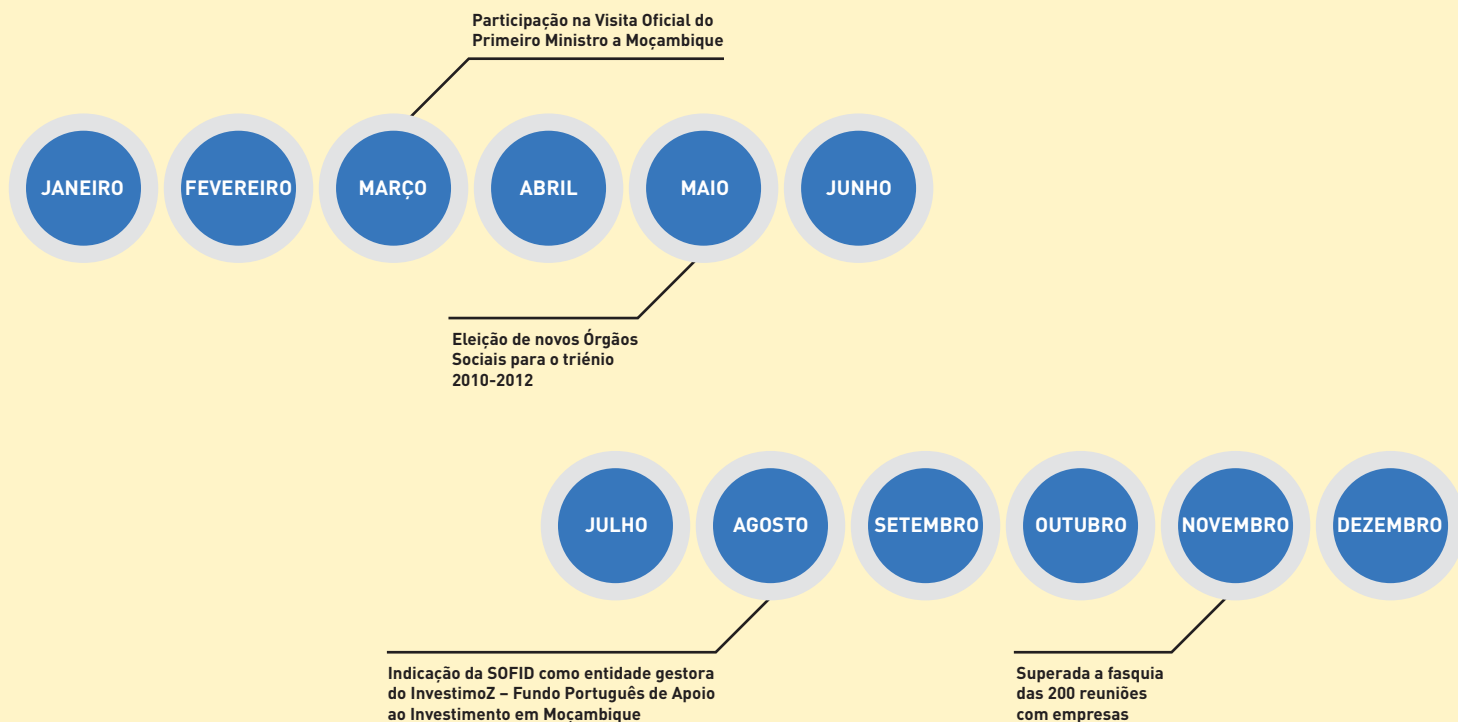 Participação na Visita Oficial do
Primeiro Ministro a Moçambique
JANEIRO
FEVEREIRO
MARÇO
ABRIL
MAIO
JUNHO
Eleição de novos Órgãos
Sociais para o triénio
2010-2012
JULHO
AGOSTO
SETEMBRO
OUTUBRO
NOVEMBRO
DEZEMBRO
Indicação da SOFID como entidade gestora
do InvestimoZ – Fundo Português de Apoio
ao Investimento em Moçambique
Superada a fasquia
das 200 reuniões
com empresas